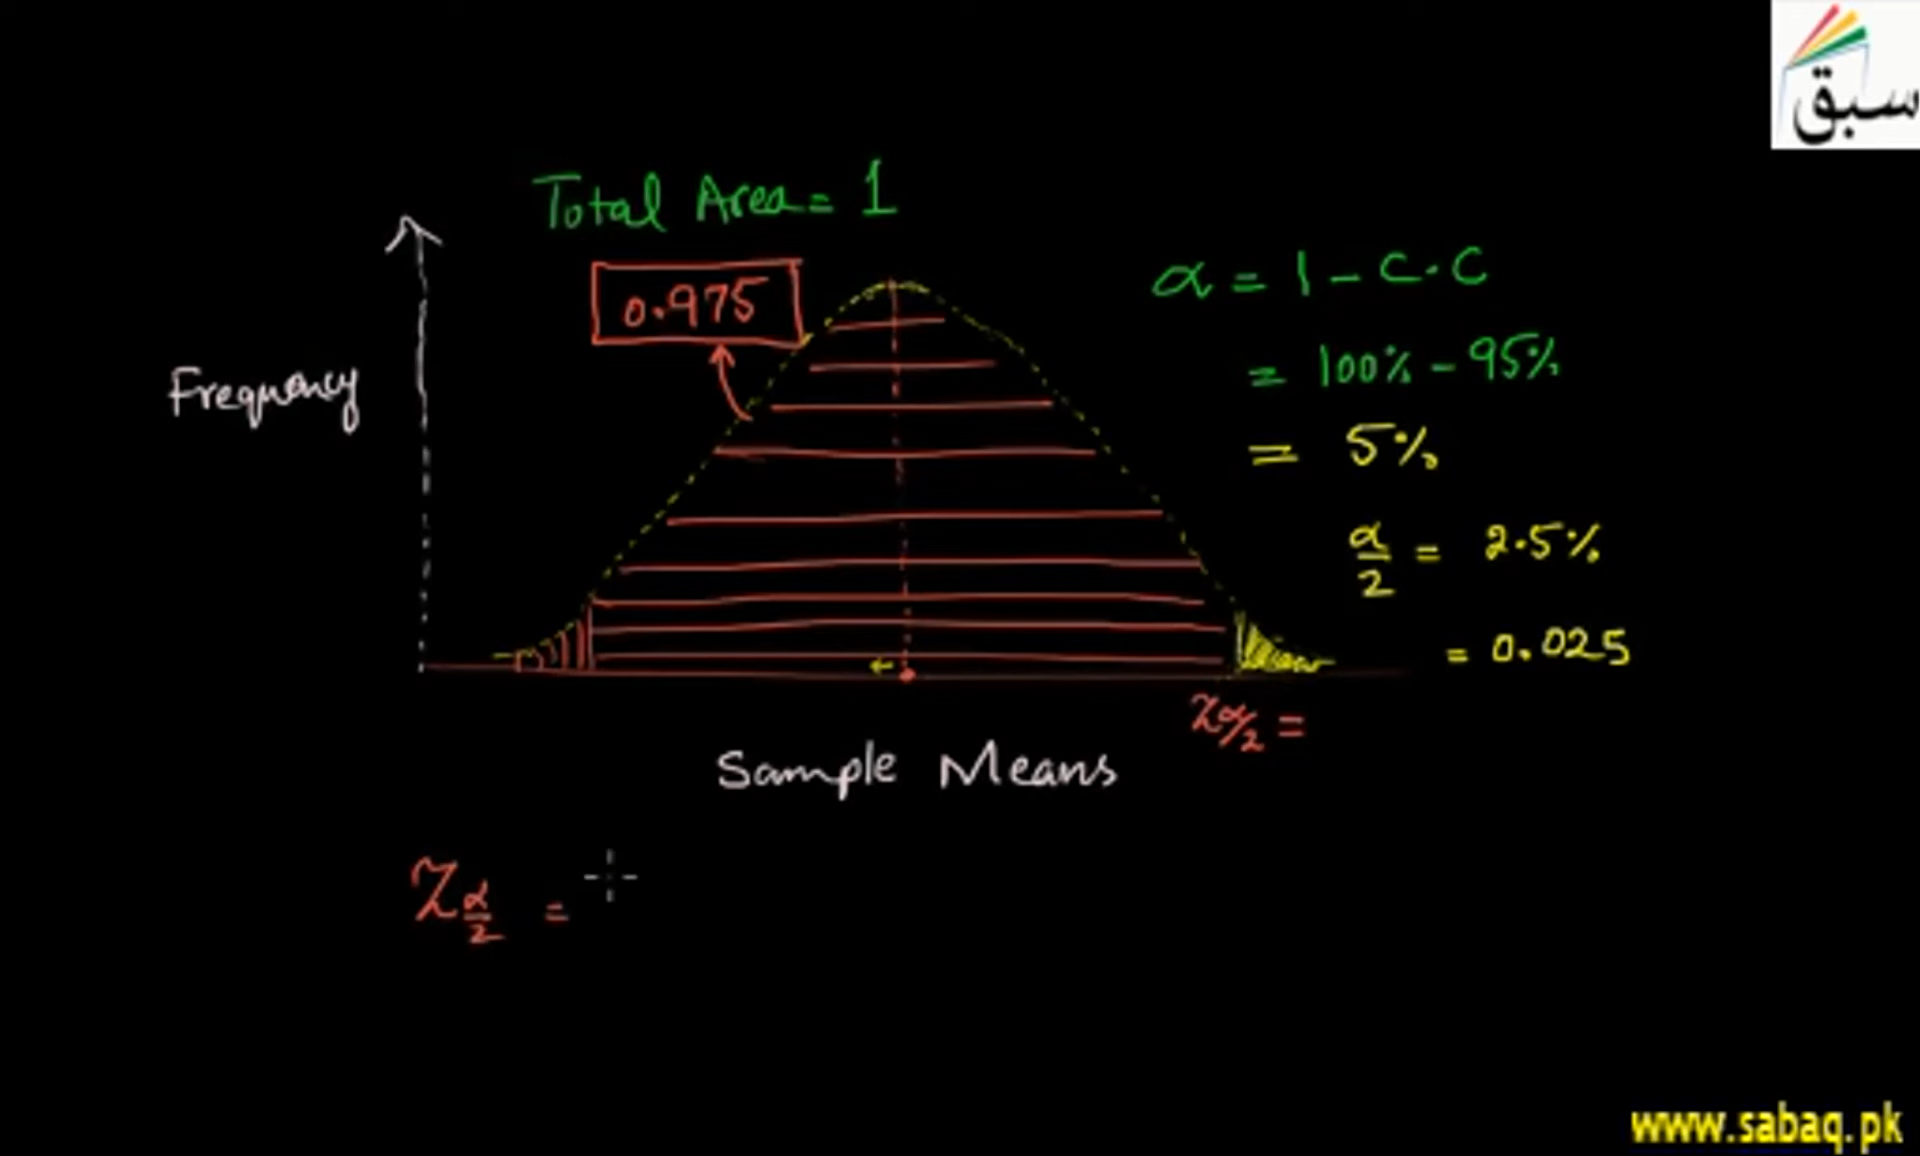 سبق
Total Area = 1
0.975
α = 1 - C.C
= 100% - 95%
= 5%
α/2 = 2.5%
= 0.025
Frequency
Zα/2 =
Sample Means
Zα/2 =
www.sabaq.pk